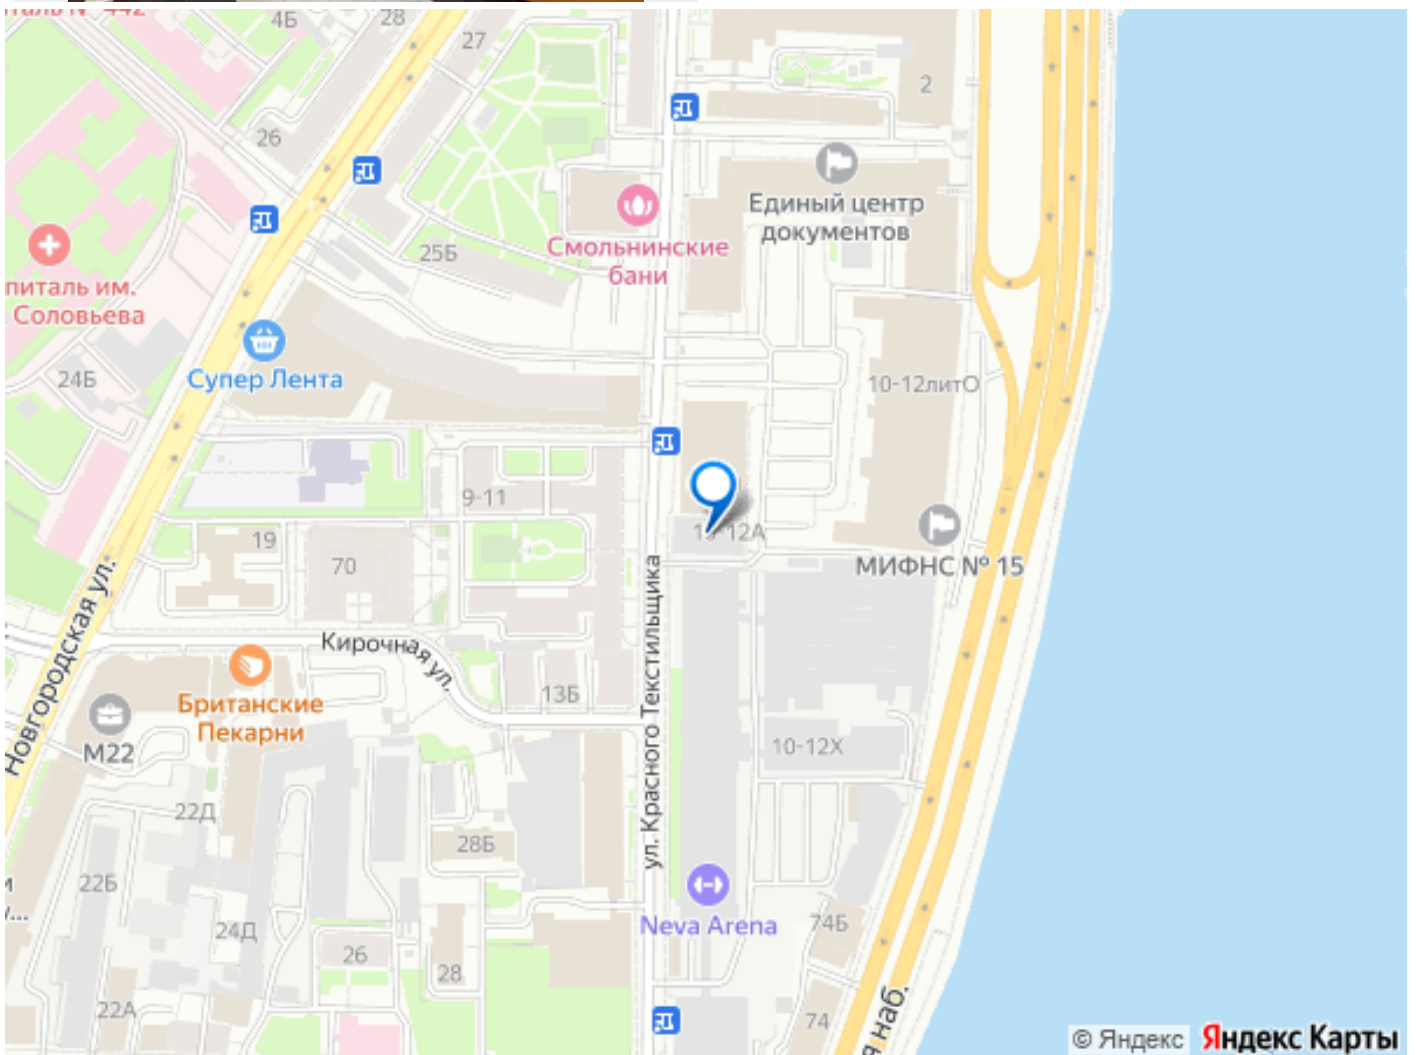 442
4Б
28
27
2
26
Единый центр
документов
Смольнинские
бани
25Б
питаль им.
Соловьева
Супер Лента
24Б
10-12литО
9-11
10-12А
19
70
МИФНС № 15
Новгородская ул.
Кирочная ул.
ул. Красного Текстильщика
13Б
Британские
Пекарни
М22
10-12Х
22Д
28Б
22Б
и
у...
Neva Arena
74Б
24Д
26
28
22А
74
я наб.
© Яндекс Яндекс Карты